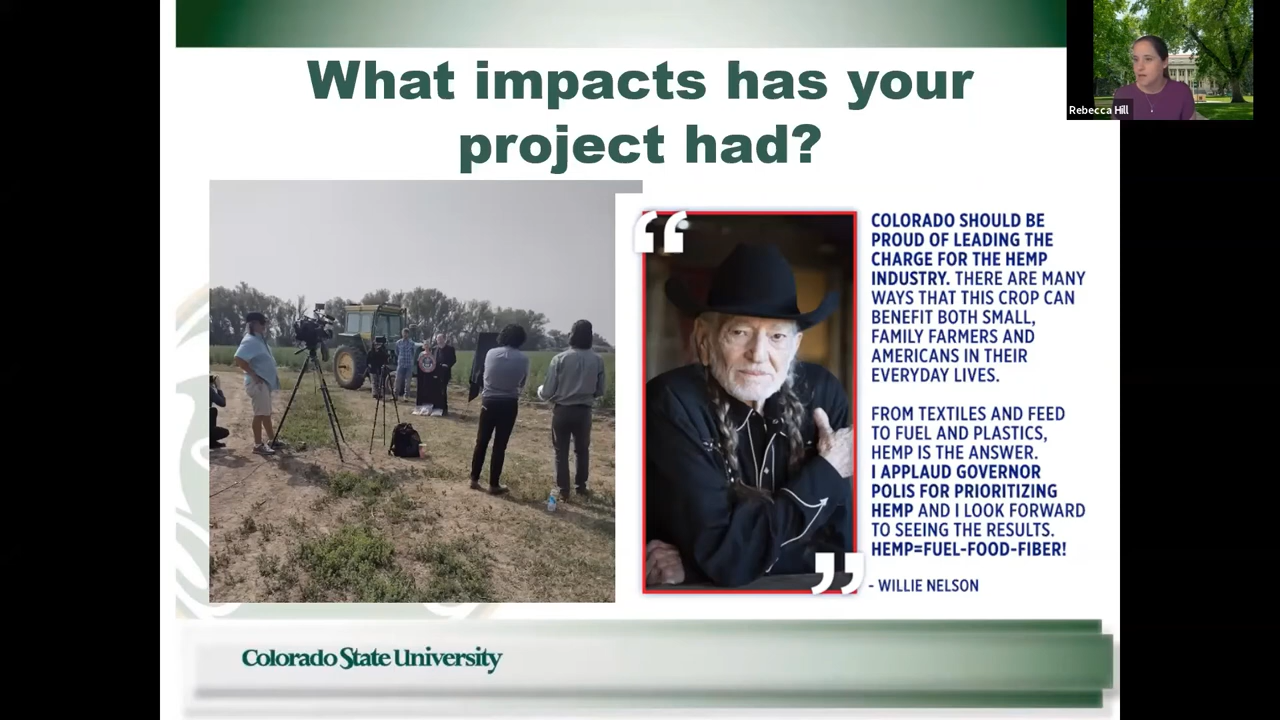 What impacts has your
project had?
Rebecca Hill
COLORADO SHOULD BE
PROUD OF LEADING THE
CHARGE FOR THE HEMP
INDUSTRY. THERE ARE MANY
WAYS THAT THIS CROP CAN
BENEFIT BOTH SMALL,
FAMILY FARMERS AND
AMERICANS IN THEIR
EVERYDAY LIVES.
FROM TEXTILES AND FEED
TO FUEL AND PLASTICS,
HEMP IS THE ANSWER.
I APPLAUD GOVERNOR
POLIS FOR PRIORITIZING
HEMP AND I LOOK FORWARD
TO SEEING THE RESULTS.
HEMP=FUEL-FOOD-FIBER!
- WILLIE NELSON
Colorado State University